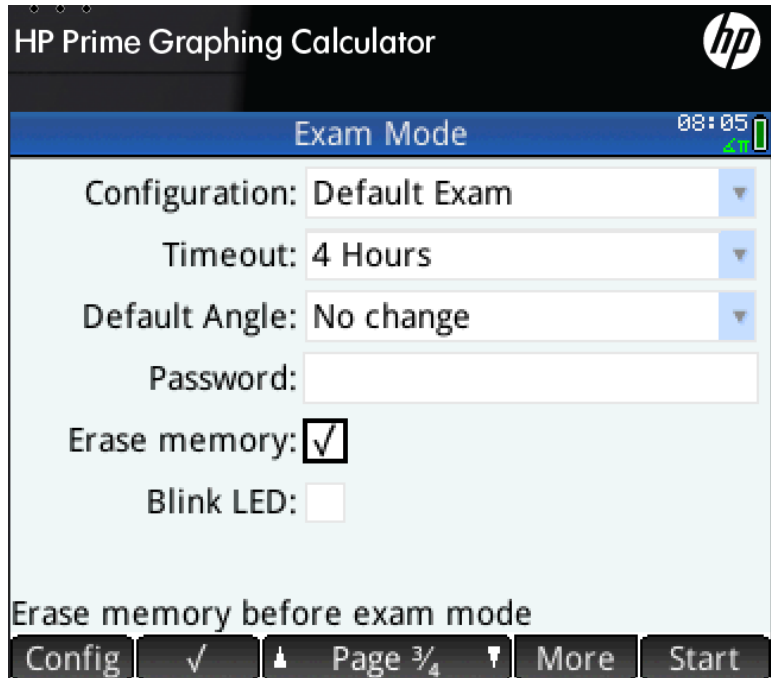 HP Prime Graphing Calculator
hp
Exam Mode 08:05
∡π
Configuration: Default Exam
Timeout: 4 Hours
Default Angle: No change
Password:
Erase memory: √
Blink LED:
Erase memory before exam mode
Config √ Page ¾ More Start